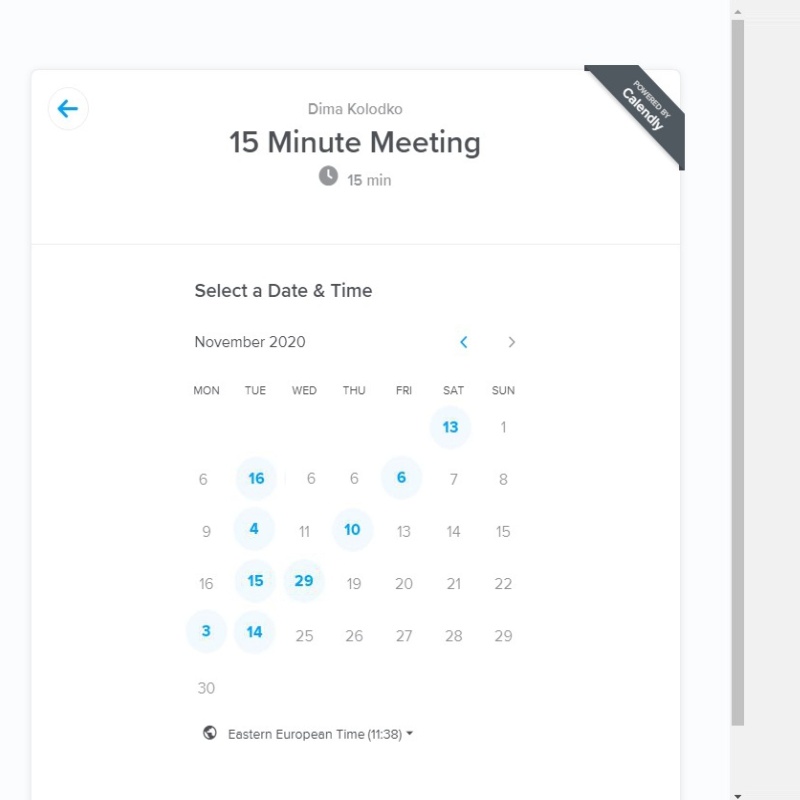 POWERED BY
Calendly
Dima Kolodko
15 Minute Meeting
15 min
Select a Date & Time
November 2020
MON TUE WED THU FRI SAT SUN
13 1
6 16 6 6 6 7 8
9 4 11 10 13 14 15
16 15 29 19 20 21 22
3 14 25 26 27 28 29
30
Eastern European Time (11:38)